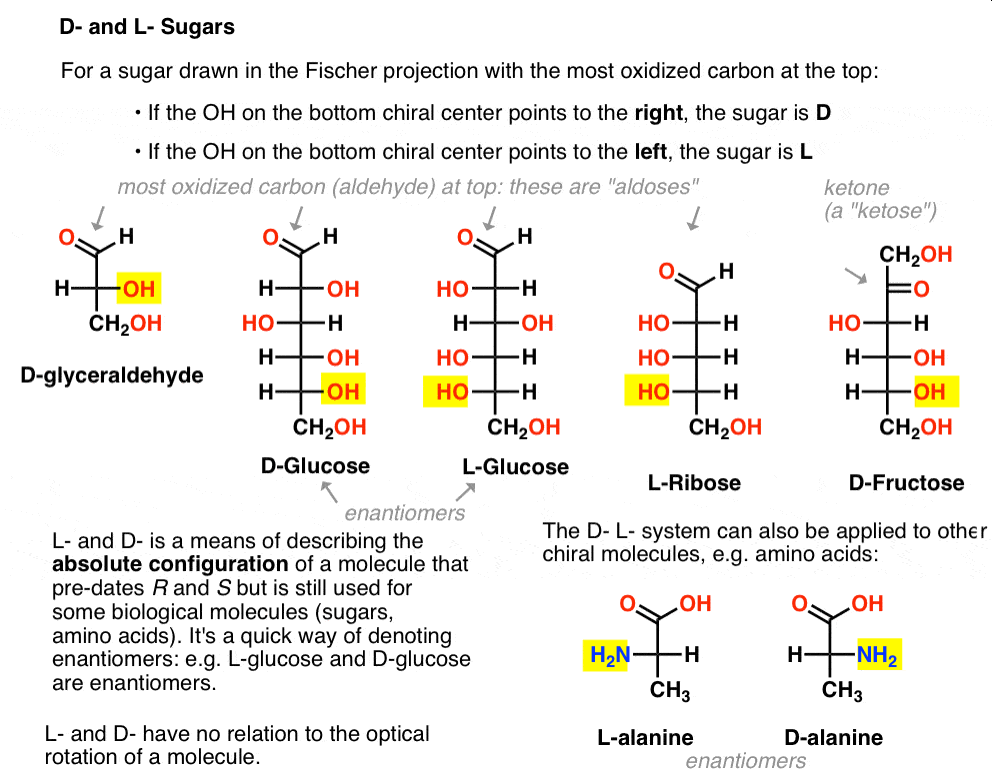 D- and L- Sugars
For a sugar drawn in the Fischer projection with the most oxidized carbon at the top:
• If the OH on the bottom chiral center points to the right, the sugar is D
• If the OH on the bottom chiral center points to the left, the sugar is L
most oxidized carbon (aldehyde) at top: these are "aldoses"
ketone
(a "ketose")
O H
H OH
CH2OH
D-glyceraldehyde
O H
H OH
HO H
H OH
H OH
CH2OH
D-Glucose
O H
HO H
H OH
HO H
HO H
CH2OH
L-Glucose
enantiomers
O H
HO H
HO H
HO H
CH2OH
L-Ribose
CH2OH
O
HO H
H OH
H OH
CH2OH
D-Fructose
L- and D- is a means of describing the
absolute configuration of a molecule that
pre-dates R and S but is still used for
some biological molecules (sugars,
amino acids). It's a quick way of denoting
enantiomers: e.g. L-glucose and D-glucose
are enantiomers.
L- and D- have no relation to the optical
rotation of a molecule.
The D- L- system can also be applied to other
chiral molecules, e.g. amino acids:
O OH
H2N H
CH3
L-alanine
O OH
H NH2
CH3
D-alanine
enantiomers